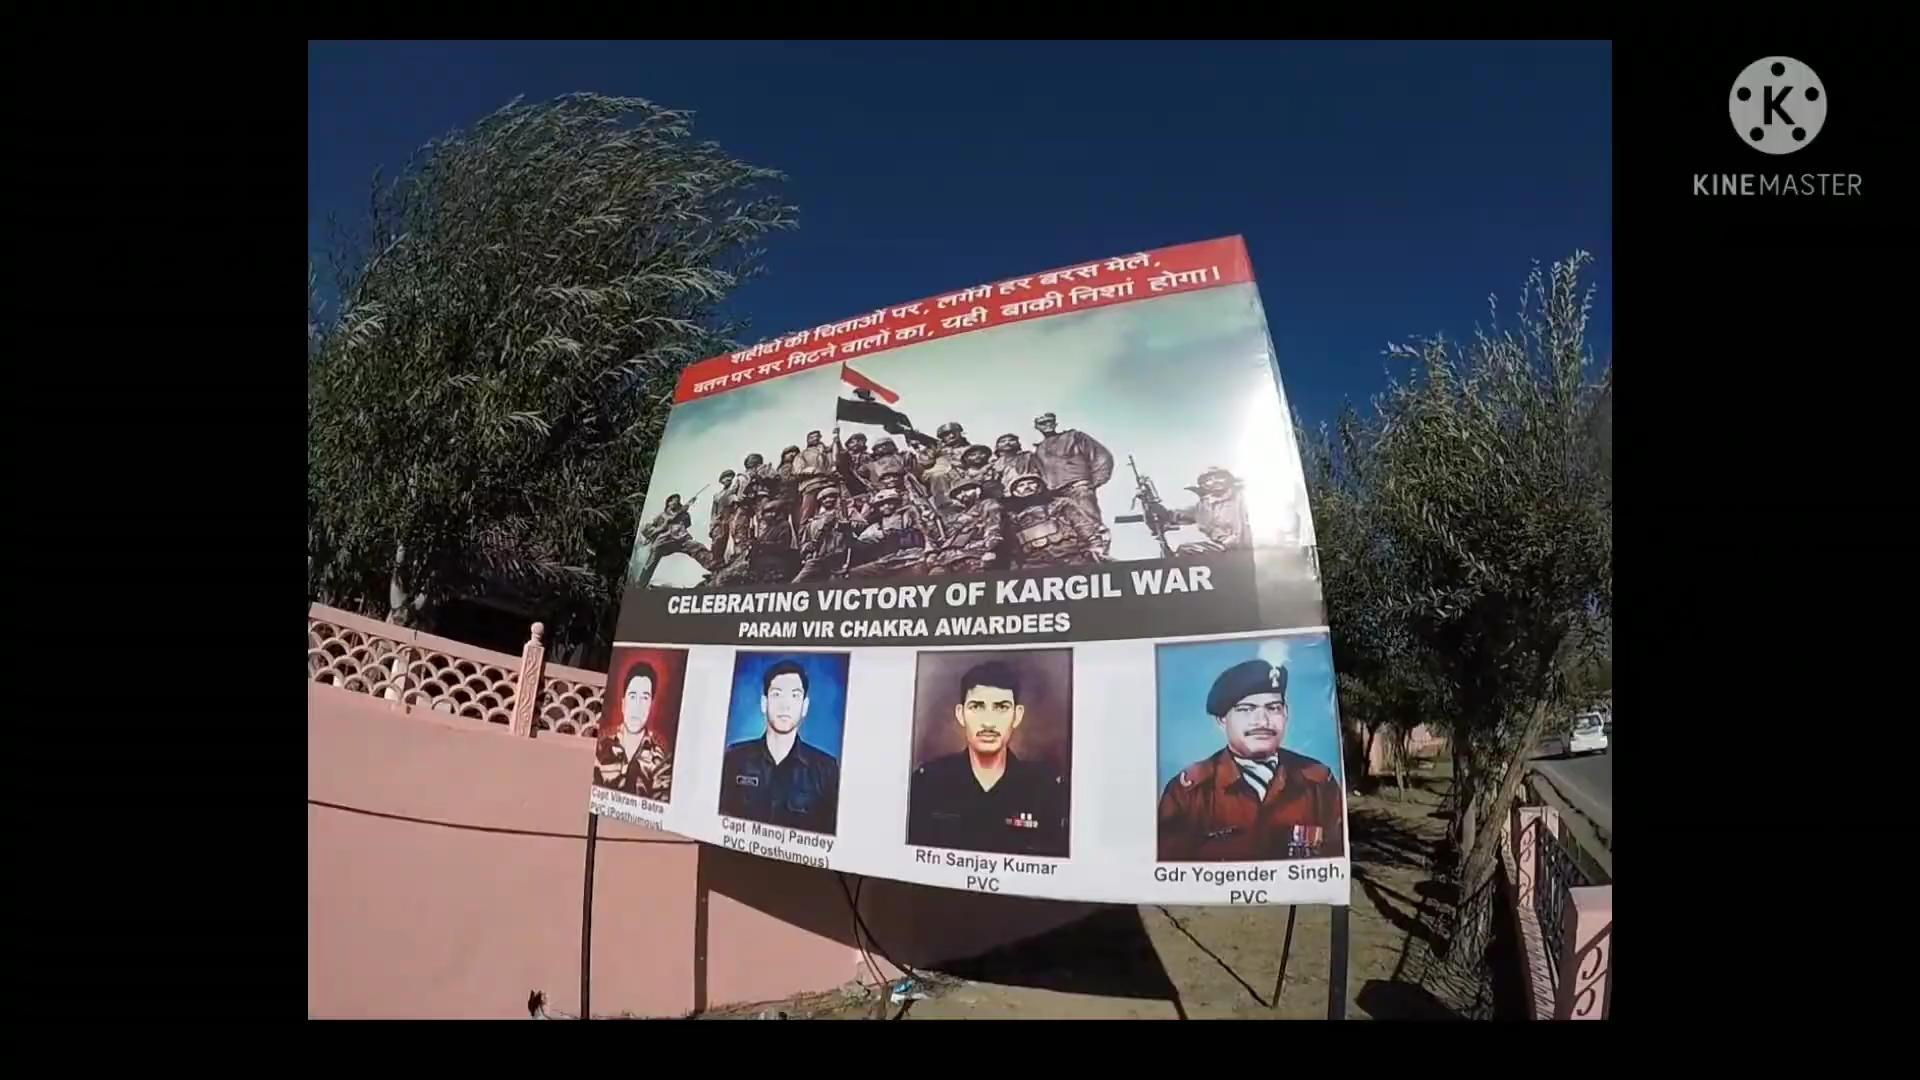 शहीदों की चिताओं पर, लगेंगे हर बरस मेले,
वतन पर मर मिटने वालों का, यही बाकी निशां होगा।
CELEBRATING VICTORY OF KARGIL WAR
PARAM VIR CHAKRA AWARDEES
Capt Vikram Batra
PVC (Posthumous)
Capt Manoj Pandey
PVC (Posthumous)
Rfn Sanjay Kumar
PVC
Gdr Yogender Singh,
PVC
K
KINEMASTER